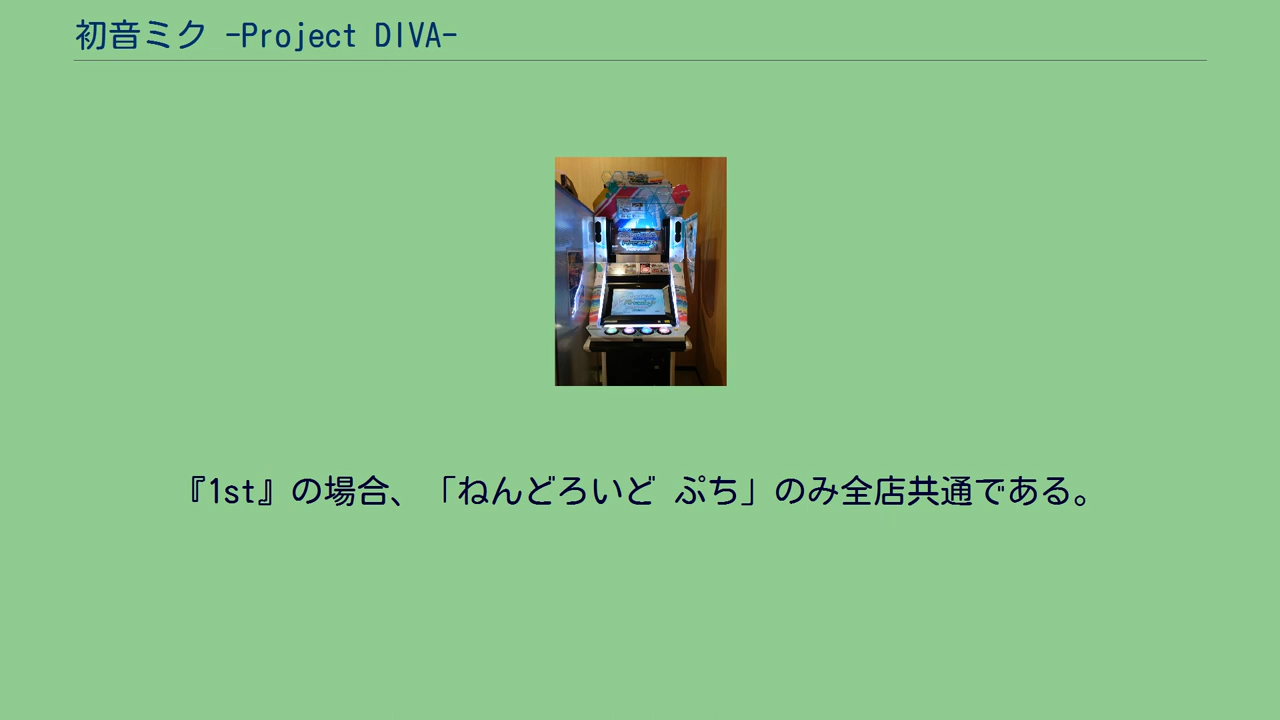 初音ミク -Project DIVA-
『1st』の場合、「ねんどろいど ぷち」のみ全店共通である。